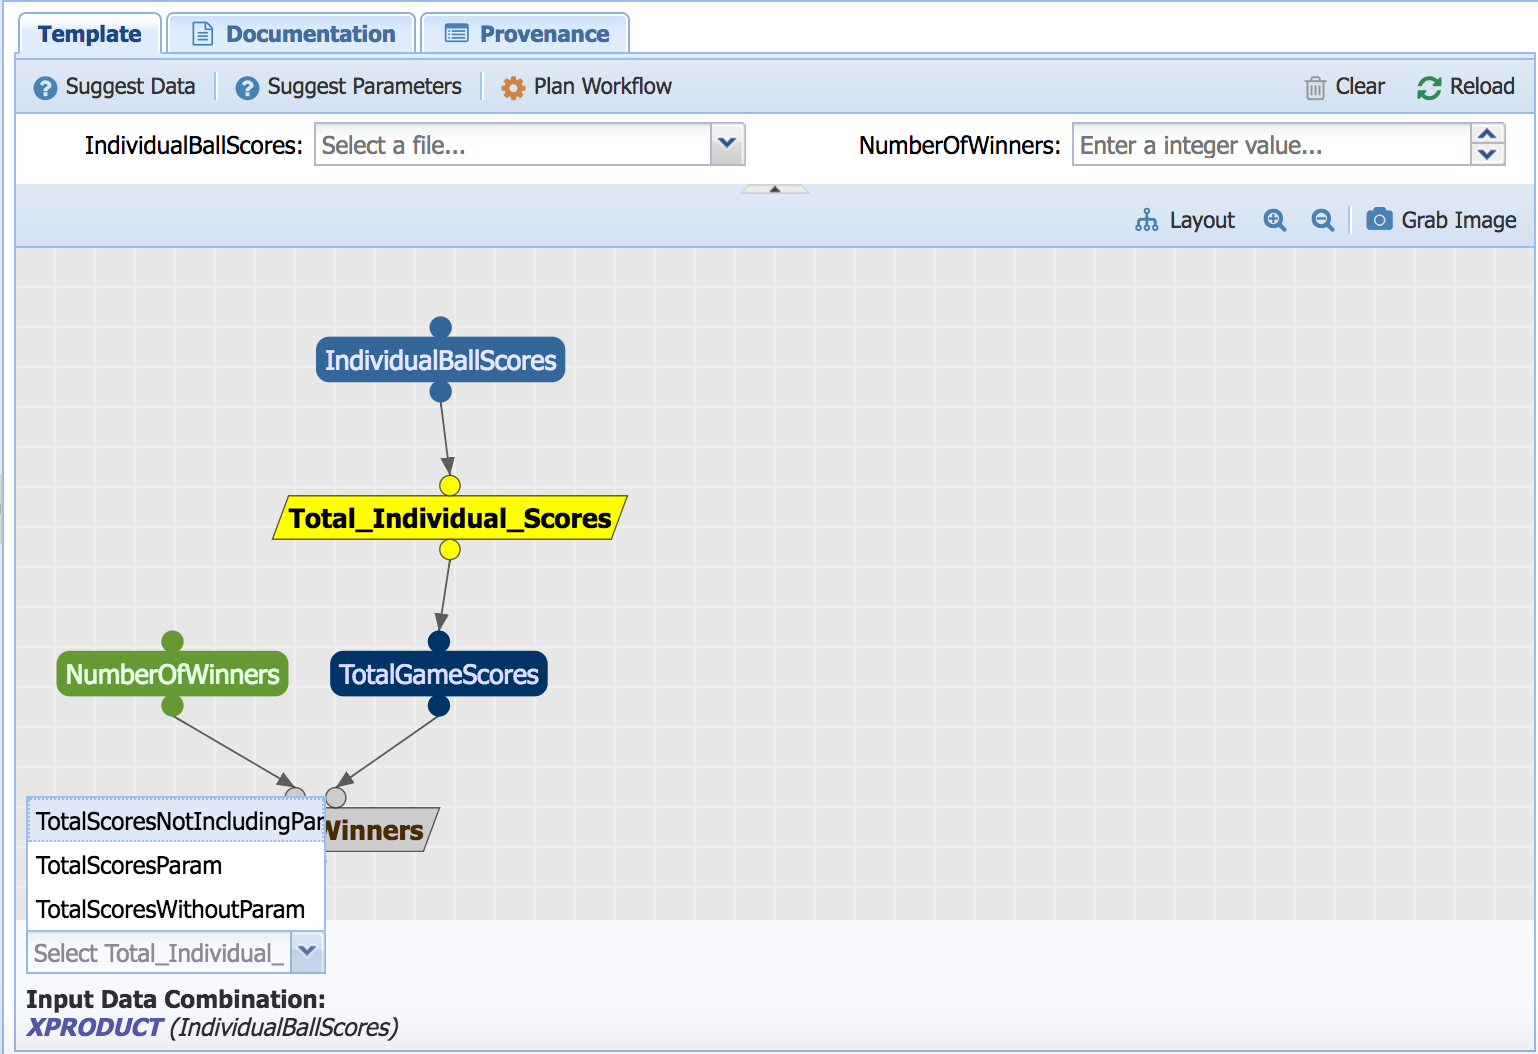 Template
Documentation
Provenance
Suggest Data
Suggest Parameters
Plan Workflow
Clear
Reload
IndividualBallScores:
Select a file...
NumberOfWinners:
Enter a integer value...
Layout
Grab Image
IndividualBallScores
Total_Individual_Scores
NumberOfWinners
TotalGameScores
Winners
TotalScoresNotIncludingPar
TotalScoresParam
TotalScoresWithoutParam
Select Total_Individual_
Input Data Combination:
XPRODUCT (IndividualBallScores)